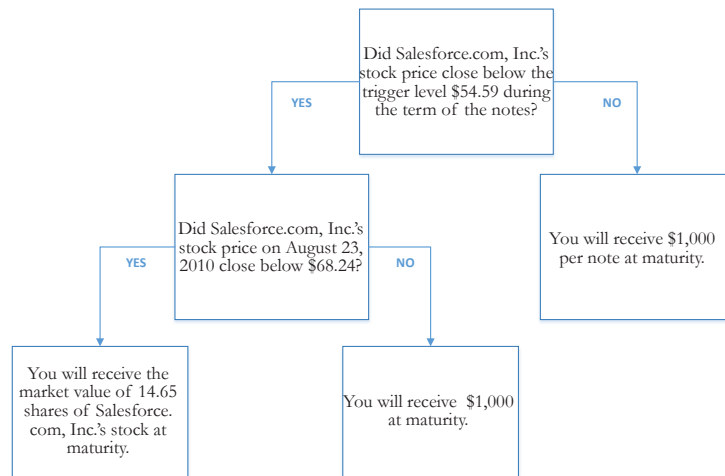 Did Salesforce.com, Inc.'s
stock price close below the
trigger level $54.59 during
the term of the notes?
YES
NO
Did Salesforce.com, Inc.'s
stock price on August 23,
2010 close below $68.24?
You will receive $1,000
per note at maturity.
YES
NO
You will receive the
market value of 14.65
shares of Salesforce.
com, Inc.'s stock at
maturity.
You will receive $1,000
at maturity.